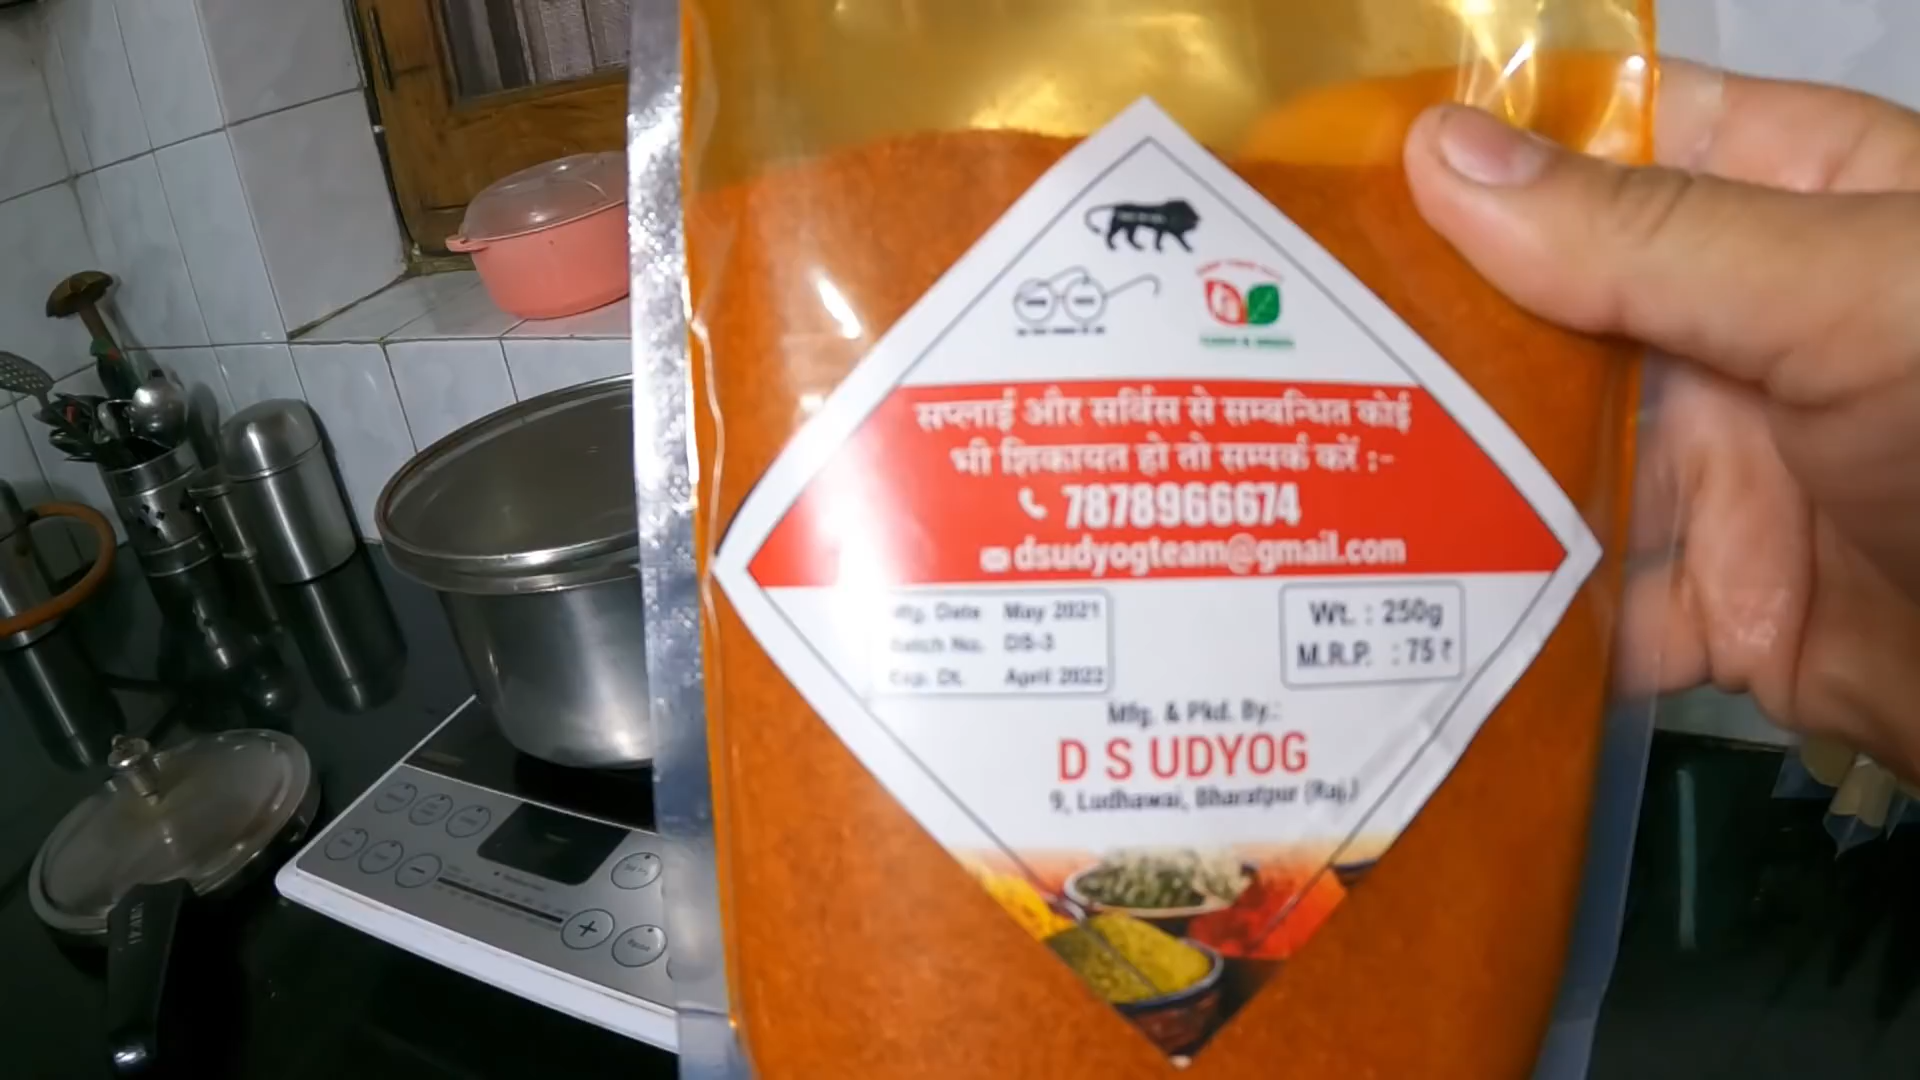 सप्लाई और सर्विस से सम्बन्धित कोई
भी शिकायत हो तो सम्पर्क करें :-
7878966674
dsudyogteam@gmail.com
Mfg. Date May 2021
Batch No. DS-3
Exp. Dt. April 2022
Wt. : 250g
M.R.P. : 75 ₹
Mfg. & Pkd. By.:
D S UDYOG
9, Ludhawai, Bharatpur (Raj.)